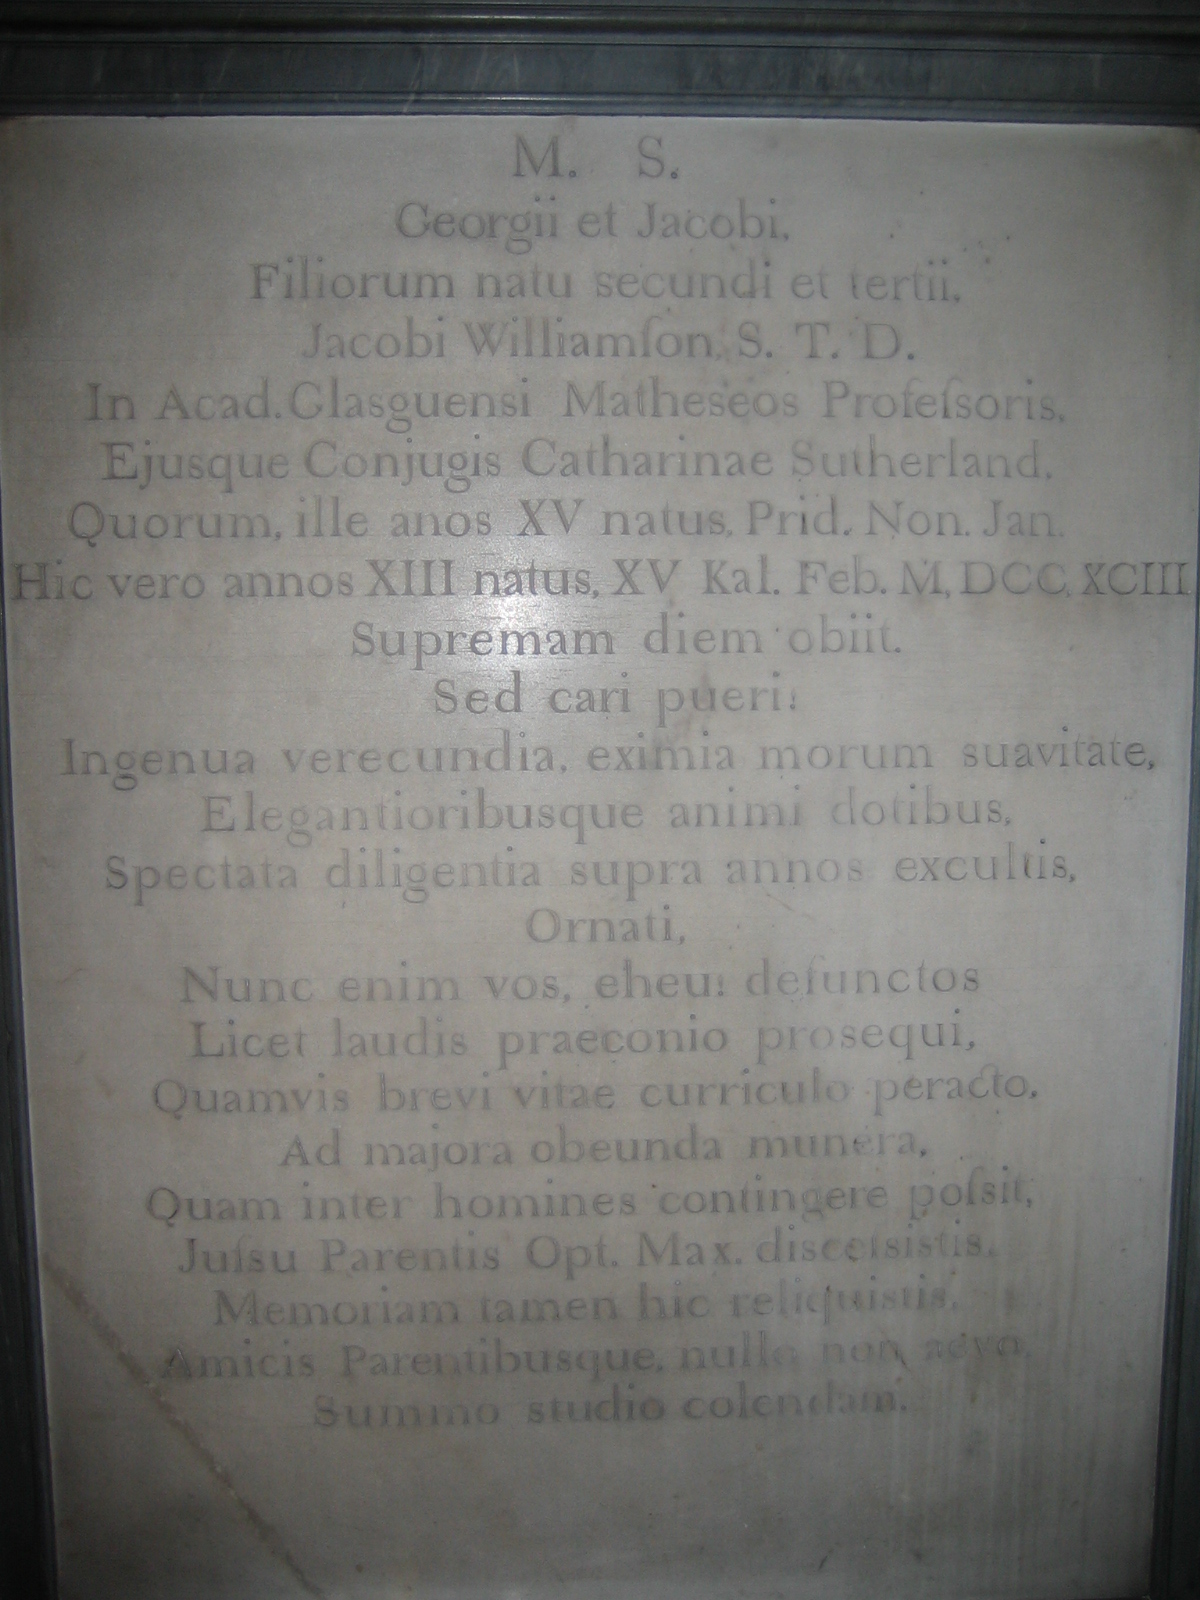 M. S.
Georgii et Jacobi,
Filiorum natu secundi et tertii,
Jacobi Williamſon, S. T. D.
In Acad. Glasguensi Matheseos Profeſsoris,
Ejusque Conjugis Catharinae Sutherland,
Quorum, ille anos XV natus, Prid. Non. Jan.
Hic vero annos XIII natus, XV Kal. Feb. M,DCC,XCIII
Supremam diem obiit.
Sed cari pueri!
Ingenua verecundia, eximia morum suavitate,
Elegantioribusque animi dotibus,
Spectata diligentia supra annos excultis,
Ornati,
Nunc enim vos, eheu! defunctos
Licet laudis praeconio prosequi,
Quamvis brevi vitae curriculo peracto,
Ad majora obeunda munera,
Quam inter homines contingere poſsit,
Juſsu Parentis Opt. Max. disceſsistis,
Memoriam tamen hic reliquistis,
Amicis Parentibusque, nullo non aevo,
Summo studio colendam.